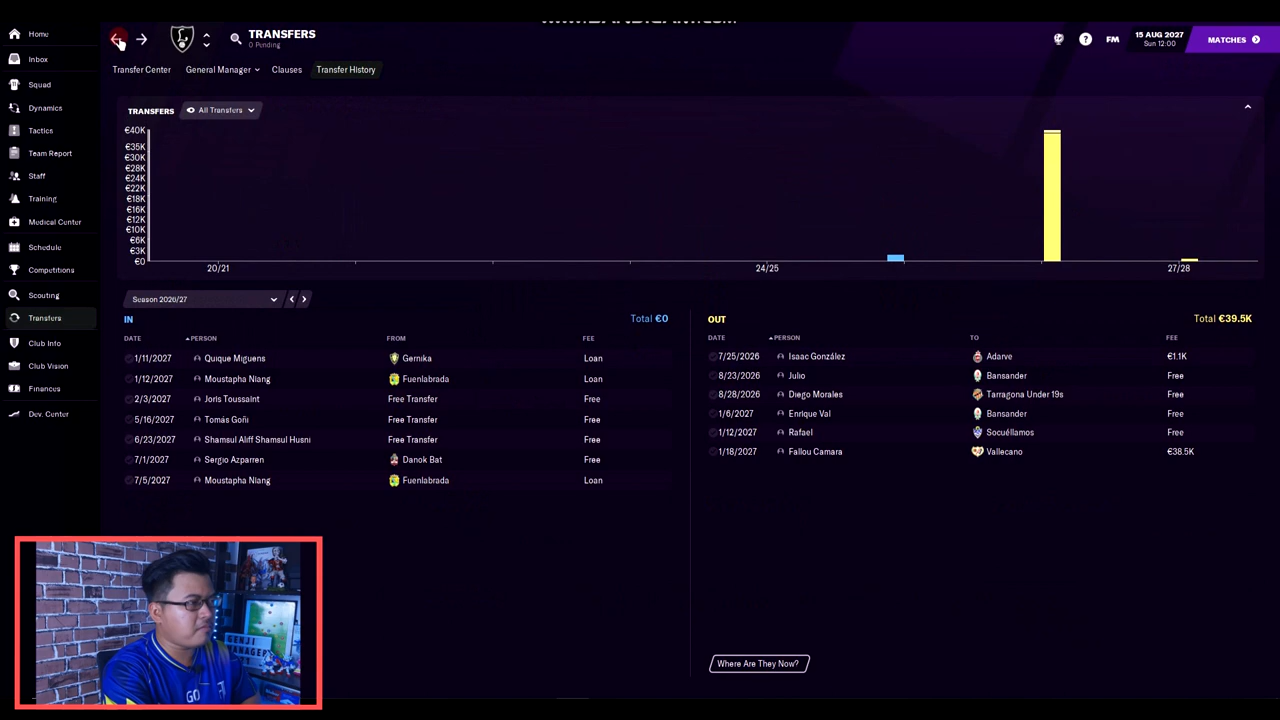 www.BANDICAM.COM
Home
Inbox
Squad
Dynamics
Tactics
Team Report
Staff
Training
Medical Center
Schedule
Competitions
Scouting
Transfers
Club Info
Club Vision
Finances
Dev. Center
TRANSFERS
0 Pending
?
FM
15 AUG 2027
Sun 12:00
MATCHES
Transfer Center
General Manager
Clauses
Transfer History
TRANSFERS
All Transfers
€40K
€35K
€30K
€28K
€24K
€22K
€18K
€16K
€12K
€10K
€6K
€3K
€0
20/21
24/25
27/28
Season 2026/27
IN
Total €0
DATE PERSON FROM FEE
1/11/2027 Quique Miguens Gernika Loan
1/12/2027 Moustapha Niang Fuenlabrada Loan
2/3/2027 Joris Toussaint Free Transfer Free
5/16/2027 Tomás Goñi Free Transfer Free
6/23/2027 Shamsul Aliff Shamsul Husni Free Transfer Free
7/1/2027 Sergio Azparren Danok Bat Free
7/5/2027 Moustapha Niang Fuenlabrada Loan
OUT
Total €39.5K
DATE PERSON TO FEE
7/25/2026 Isaac González Adarve €1.1K
8/23/2026 Julio Bansander Free
8/28/2026 Diego Morales Tarragona Under 19s Free
1/6/2027 Enrique Val Bansander Free
1/12/2027 Rafael Socuéllamos Free
1/18/2027 Fallou Camara Vallecano €38.5K
Where Are They Now?
GO